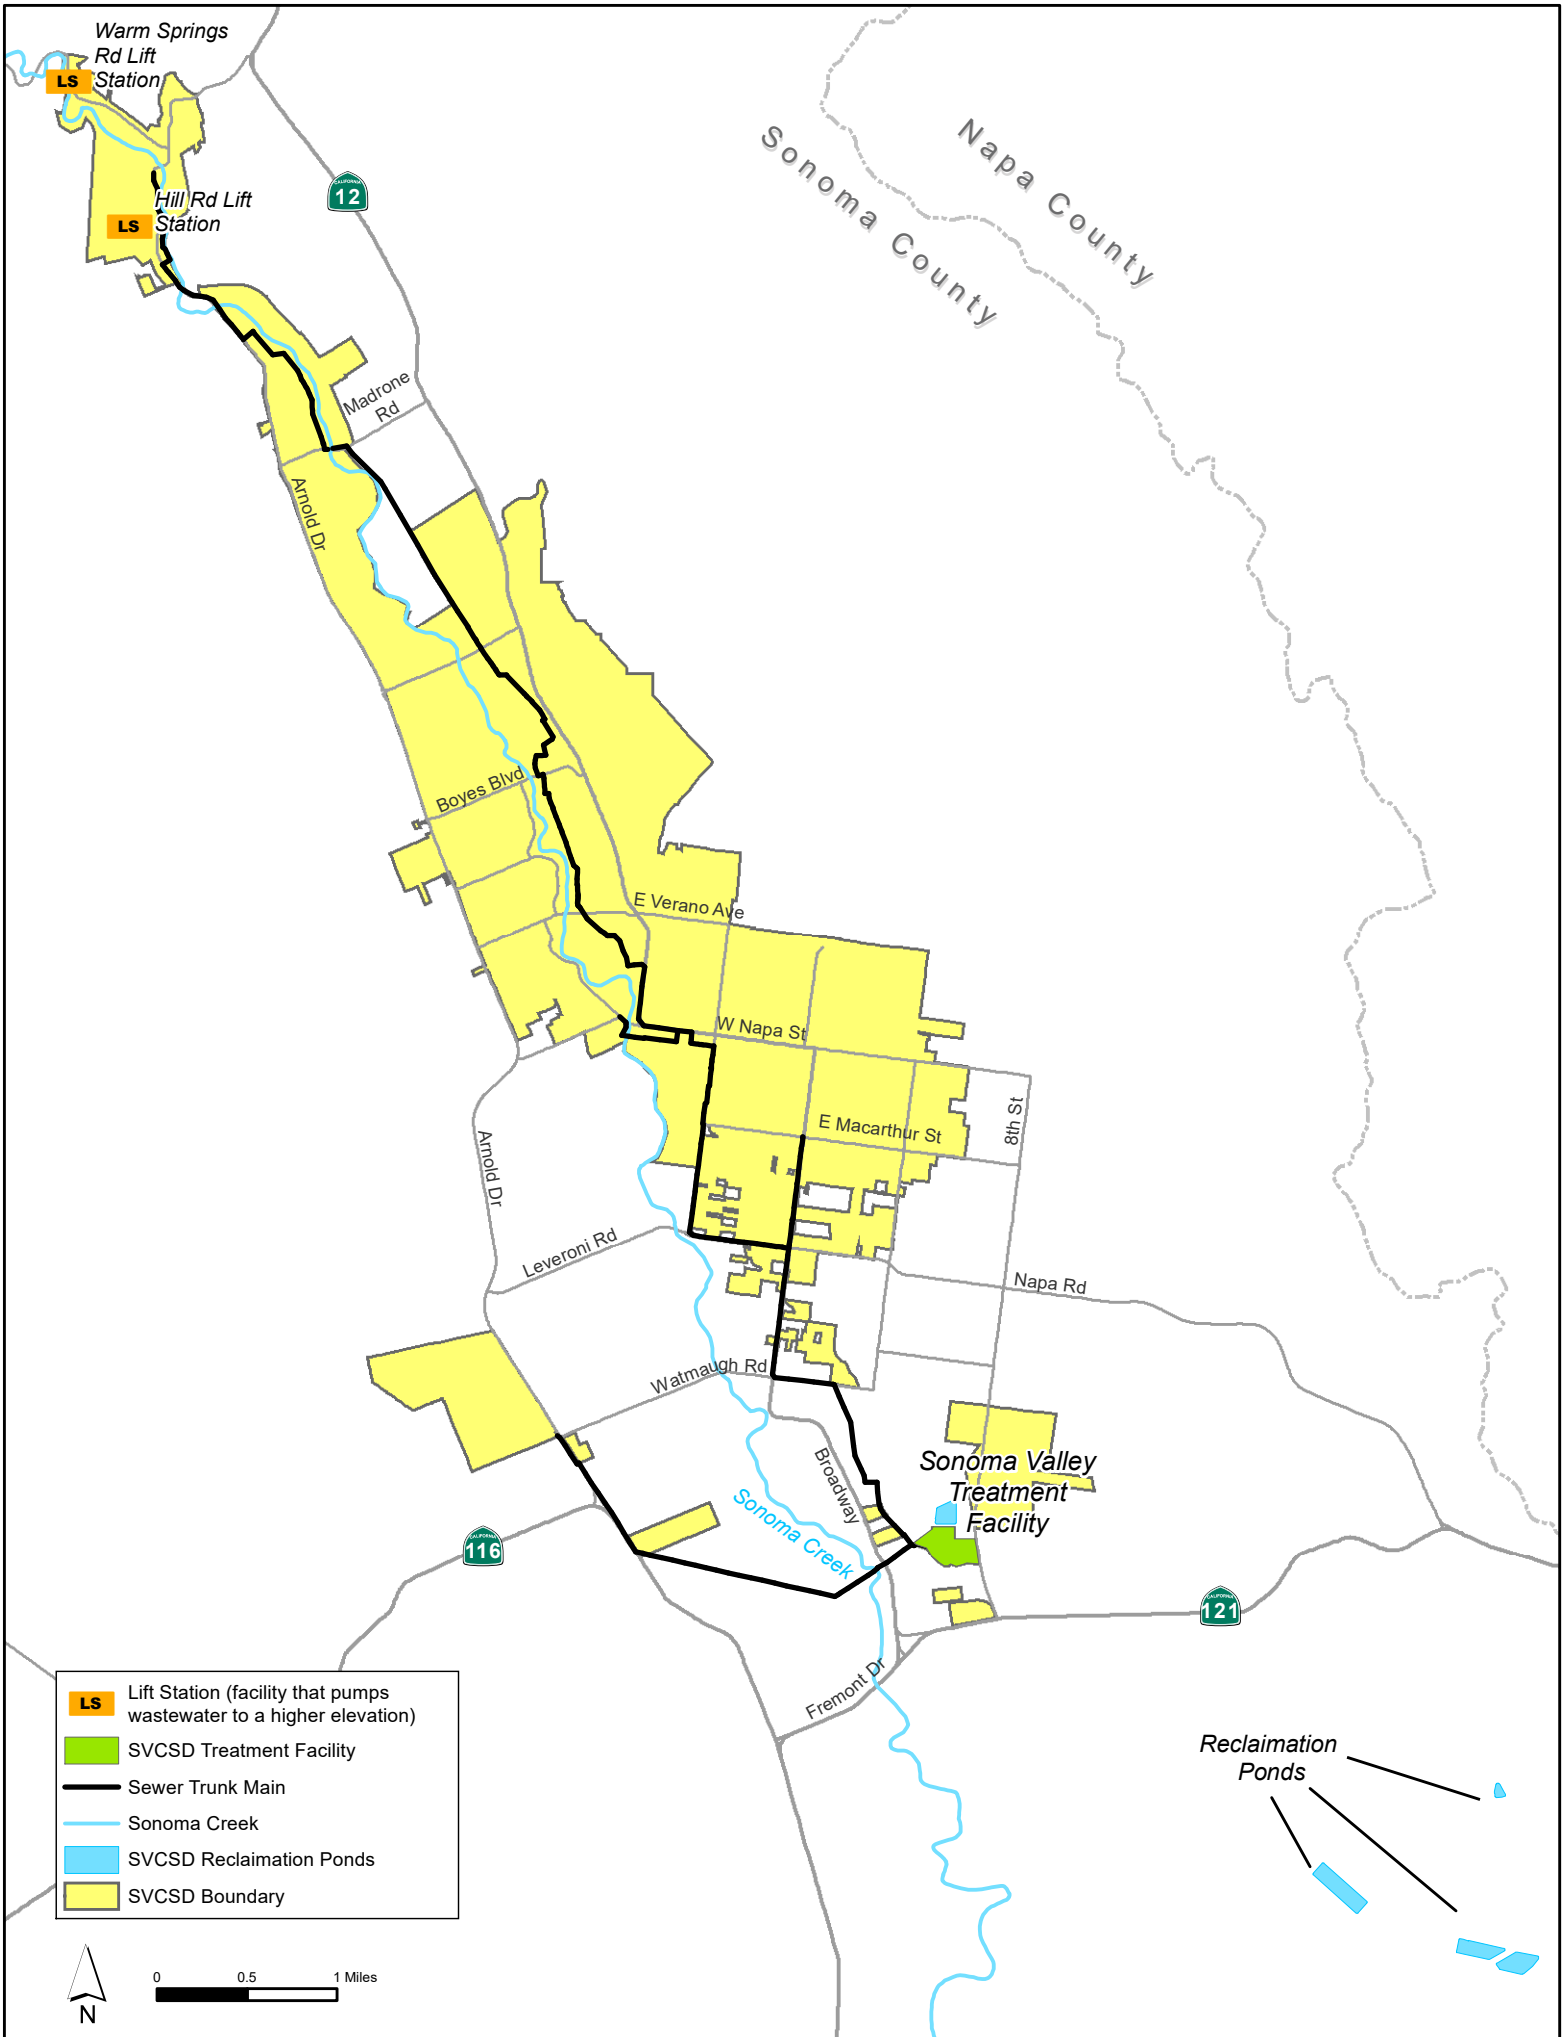 Warm Springs
Rd Lift
Station
LS
Hill Rd Lift
Station
LS
CALIFORNIA
12
Napa County
Sonoma County
Madrone
Rd
Arnold Dr
Boyes Blvd
E Verano Ave
W Napa St
E Macarthur St
8th St
Arnold Dr
Leveroni Rd
Napa Rd
Watmaugh Rd
Broadway
Sonoma Valley
Treatment
Facility
Sonoma Creek
CALIFORNIA
116
CALIFORNIA
121
Fremont Dr
Reclaimation
Ponds
LS
Lift Station (facility that pumps
wastewater to a higher elevation)
SVCSD Treatment Facility
Sewer Trunk Main
Sonoma Creek
SVCSD Reclaimation Ponds
SVCSD Boundary
N
0 0.5 1 Miles